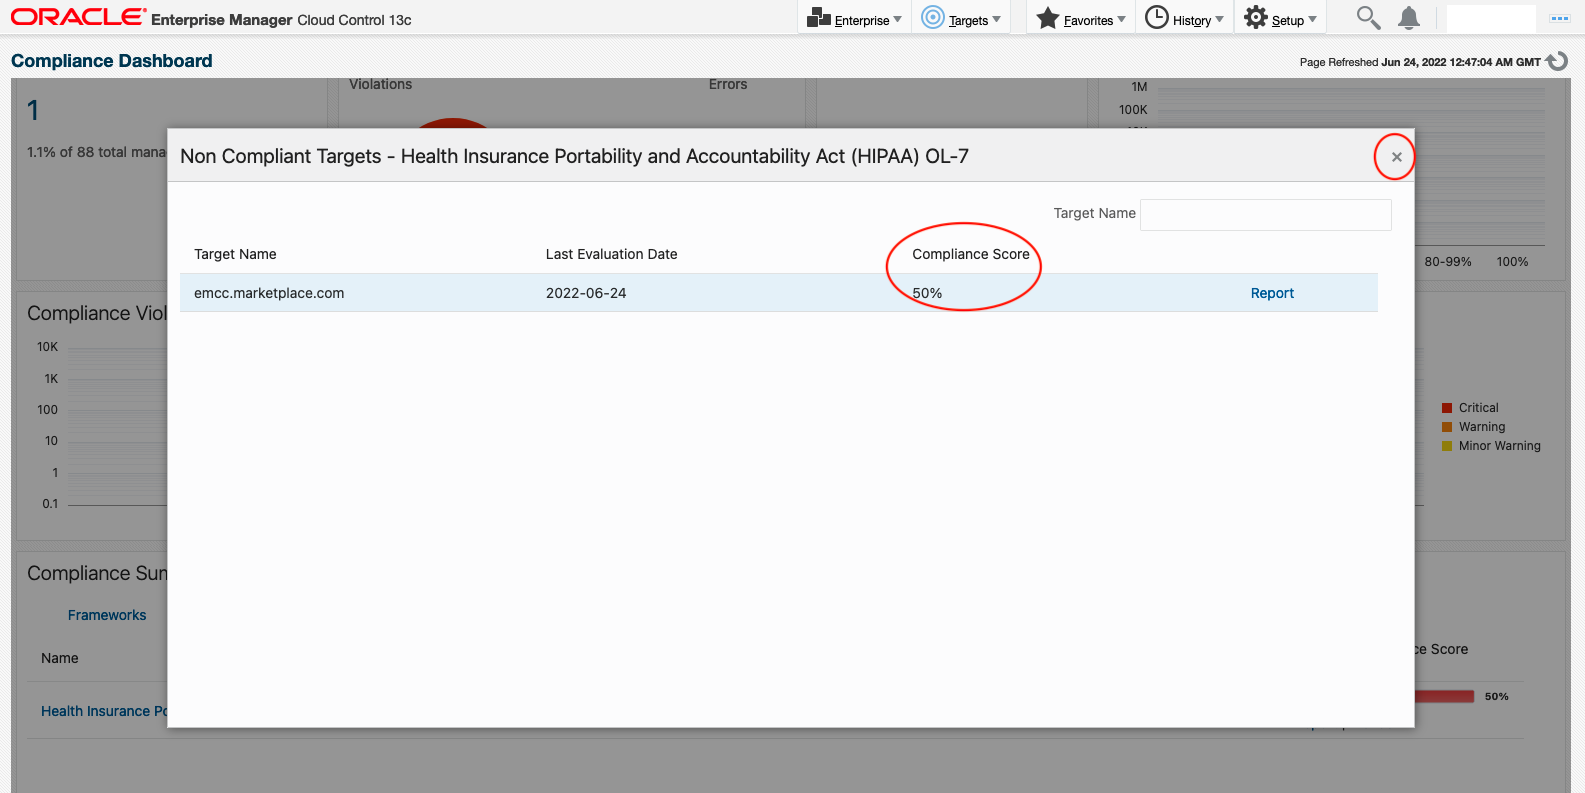 ORACLE Enterprise Manager Cloud Control 13c Enterprise Targets Favorites History Setup
Compliance Dashboard
Page Refreshed Jun 24, 2022 12:47:04 AM GMT
Violations Errors
1
1.1% of 88 total mana
1M
100K
80-99% 100%
Non Compliant Targets - Health Insurance Portability and Accountability Act (HIPAA) OL-7
×
Target Name
Target Name Last Evaluation Date Compliance Score
emcc.marketplace.com 2022-06-24 50% Report
Compliance Viol
10K
1K
100
10
1
0.1
Critical
Warning
Minor Warning
Compliance Sum
Frameworks
Name ce Score
Health Insurance Po 50%